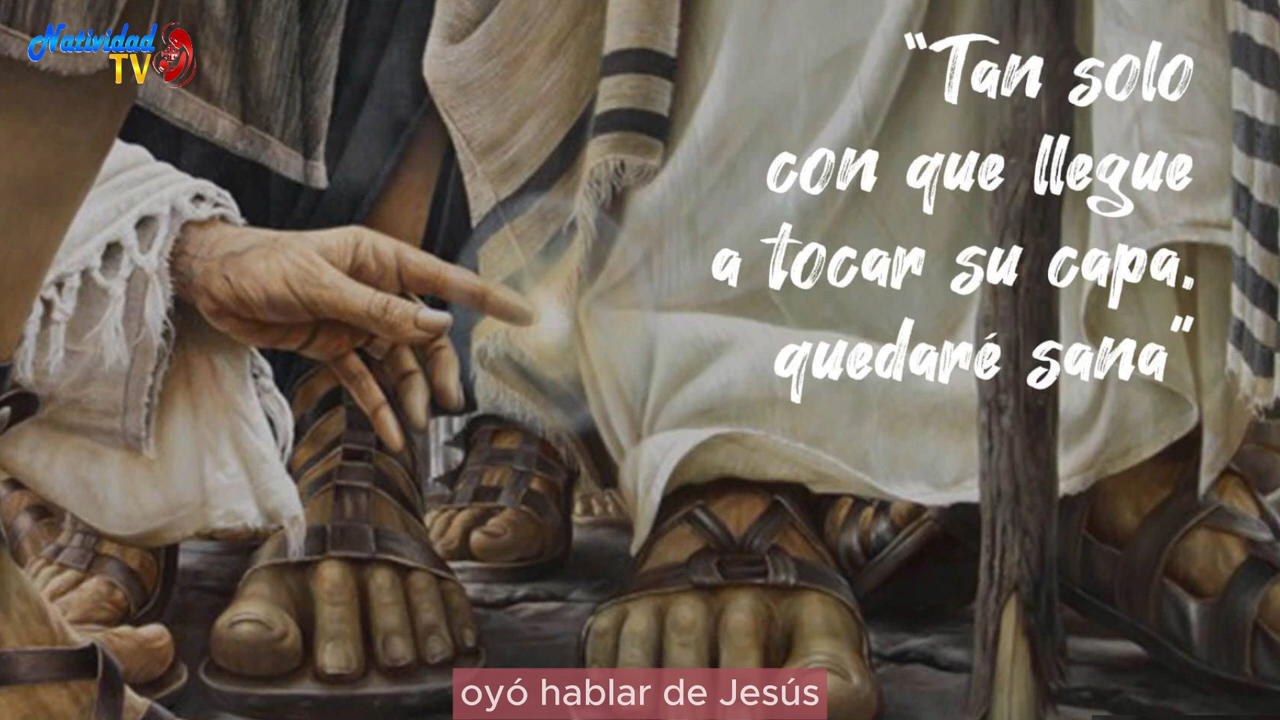 Natividad
TV
“Tan solo
con que llegue
a tocar su capa,
quedaré sana”
oyó hablar de Jesús